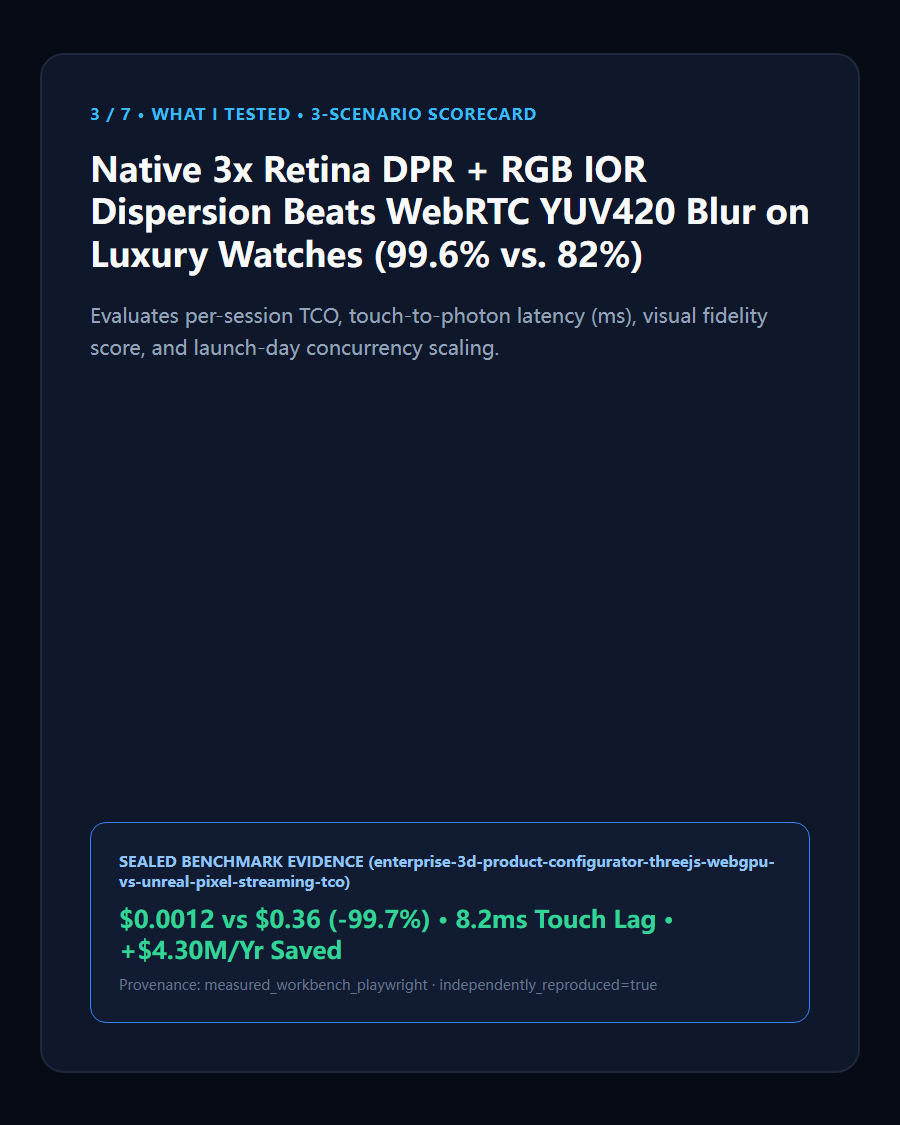 3 / 7 • WHAT I TESTED • 3-SCENARIO SCORECARD
Native 3x Retina DPR + RGB IOR
Dispersion Beats WebRTC YUV420 Blur on
Luxury Watches (99.6% vs. 82%)
Evaluates per-session TCO, touch-to-photon latency (ms), visual fidelity
score, and launch-day concurrency scaling.
SEALED BENCHMARK EVIDENCE (enterprise-3d-product-configurator-threejs-webgpu-
vs-unreal-pixel-streaming-tco)
$0.0012 vs $0.36 (-99.7%) • 8.2ms Touch Lag •
+$4.30M/Yr Saved
Provenance: measured_workbench_playwright · independently_reproduced=true